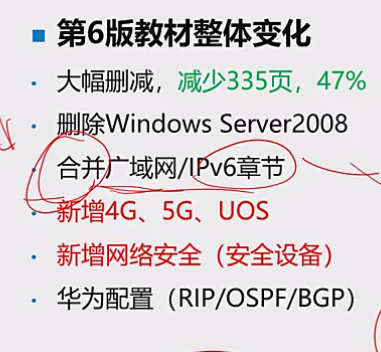 第6版教材整体变化
大幅删减，减少335页，47%
删除Windows Server2008
合并广域网/IPv6章节
新增4G、5G、UOS
新增网络安全（安全设备）
华为配置（RIP/OSPF/BGP）